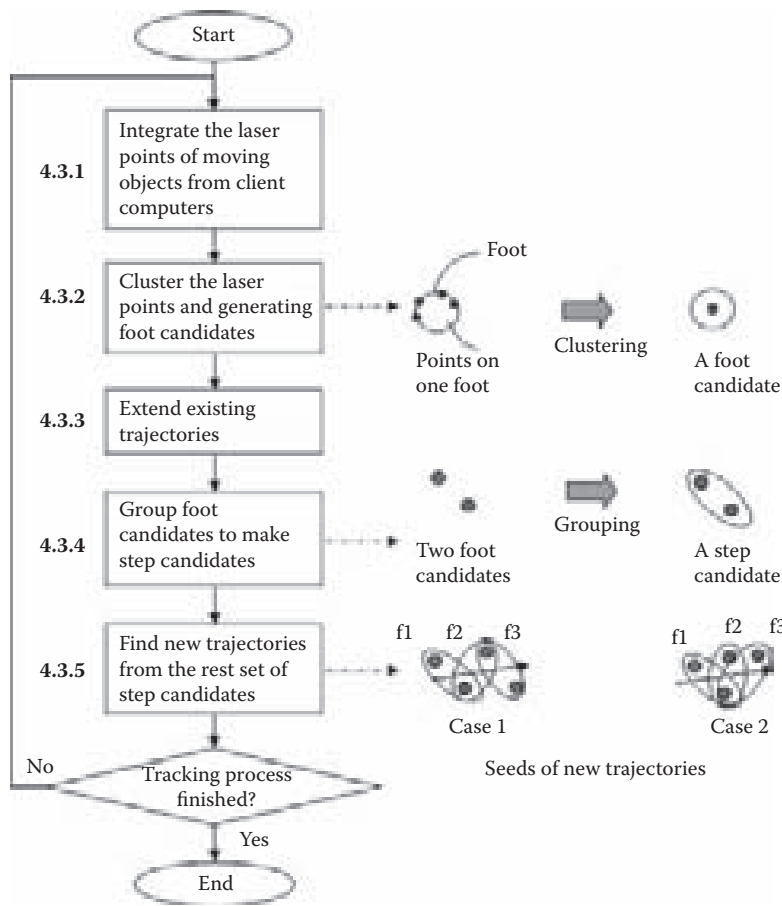 Start
4.3.1
Integrate the laser
points of moving
objects from client
computers
4.3.2
Cluster the laser
points and generating
foot candidates
Foot
Points on
one foot
Clustering
A foot
candidate
4.3.3
Extend existing
trajectories
4.3.4
Group foot
candidates to make
step candidates
Two foot
candidates
Grouping
A step
candidate
4.3.5
Find new trajectories
from the rest set of
step candidates
f1 f2 f3
Case 1
f1 f2 f3
Case 2
Seeds of new trajectories
No
Tracking process
finished?
Yes
End